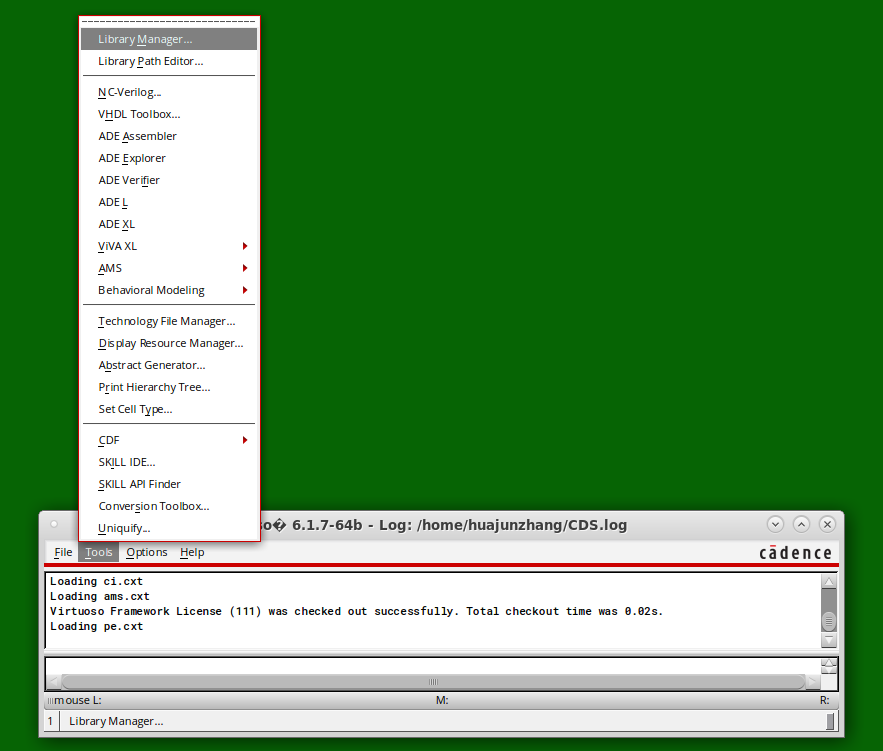 Library Manager...
Library Path Editor...
NC-Verilog...
VHDL Toolbox...
ADE Assembler
ADE Explorer
ADE Verifier
ADE L
ADE XL
ViVA XL
AMS
Behavioral Modeling
Technology File Manager...
Display Resource Manager...
Abstract Generator...
Print Hierarchy Tree...
Set Cell Type...
CDF
SKILL IDE...
SKILL API Finder
Conversion Toolbox...
Uniquify...
so� 6.1.7-64b - Log: /home/huajunzhang/CDS.log
File Tools Options Help cādence
Loading ci.cxt
Loading ams.cxt
Virtuoso Framework License (111) was checked out successfully. Total checkout time was 0.02s.
Loading pe.cxt
mouse L: M: R:
1 Library Manager...